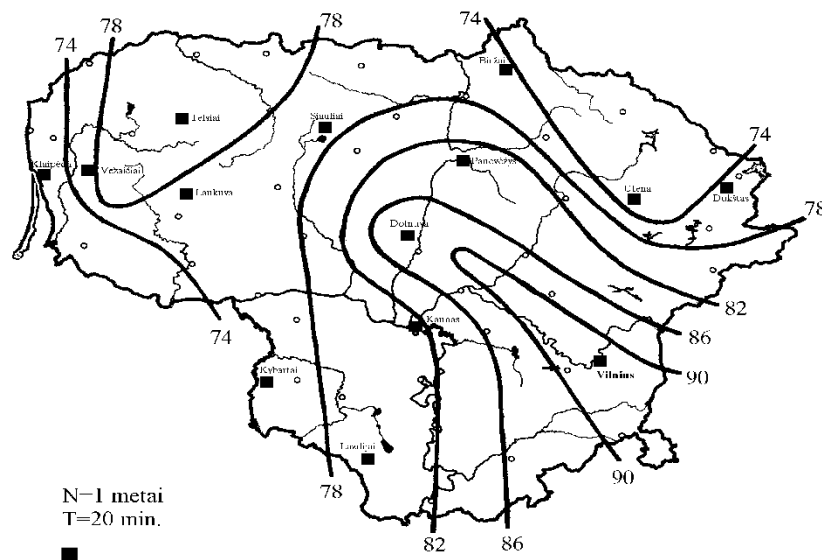 78
74
78
74
Biržai
Telšiai
Šiauliai
74
Panevėžys
Klaipėda
Vėžaičiai
Laukuva
Utena
Dūkštas
78
Dotnuva
82
74
Kaunas
86
90
Vilnius
Kybartai
Lazdijai
78
90
N=1 metai
T=20 min.
82
86